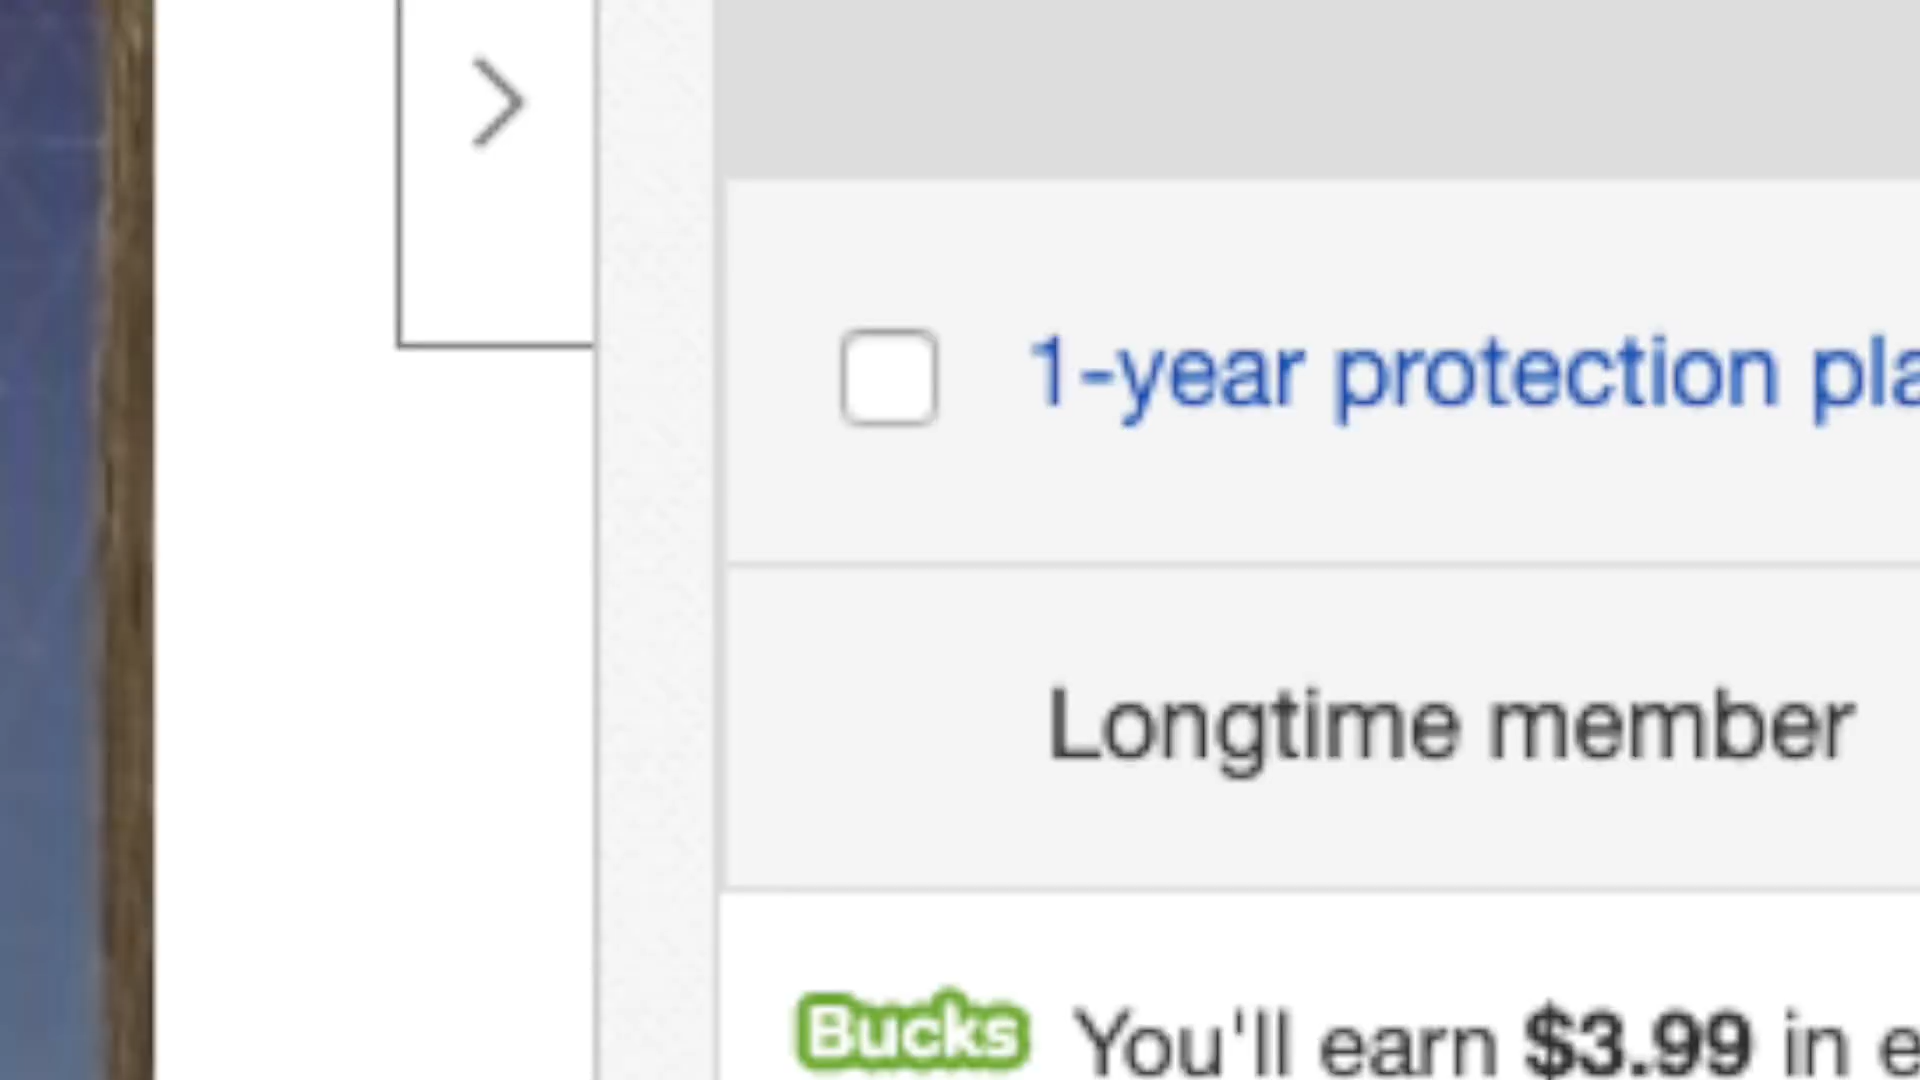 1-year protection pla
Longtime member
Bucks You'll earn $3.99 in e